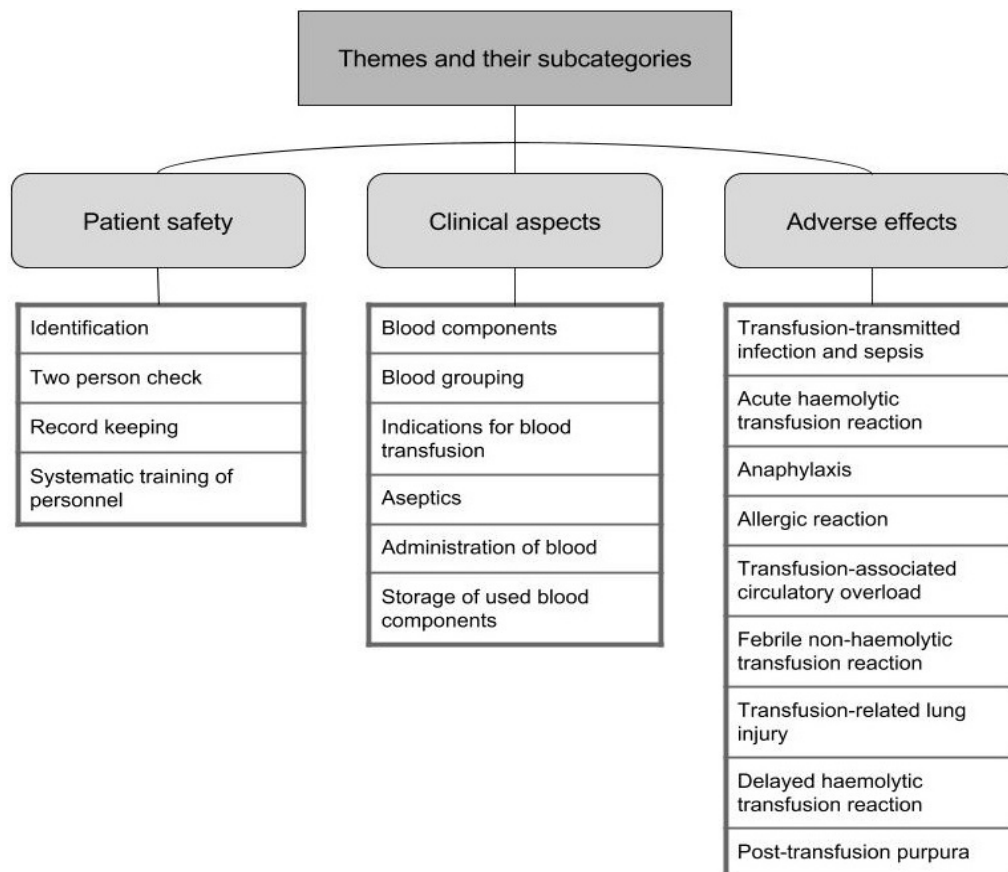 Themes and their subcategories
Patient safety
Clinical aspects
Adverse effects
Identification
Two person check
Record keeping
Systematic training of
personnel
Blood components
Blood grouping
Indications for blood
transfusion
Aseptics
Administration of blood
Storage of used blood
components
Transfusion-transmitted
infection and sepsis
Acute haemolytic
transfusion reaction
Anaphylaxis
Allergic reaction
Transfusion-associated
circulatory overload
Febrile non-haemolytic
transfusion reaction
Transfusion-related lung
injury
Delayed haemolytic
transfusion reaction
Post-transfusion purpura